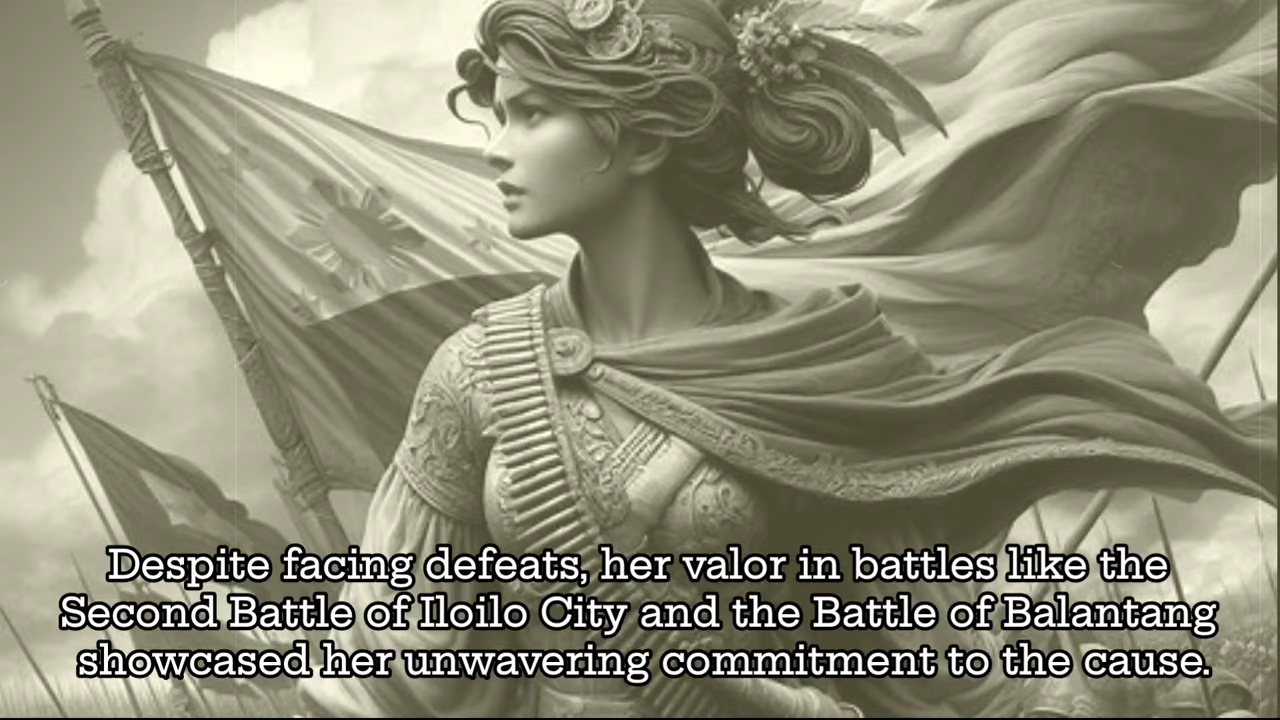 Despite facing defeats, her valor in battles like the
Second Battle of Iloilo City and the Battle of Balantang
showcased her unwavering commitment to the cause.